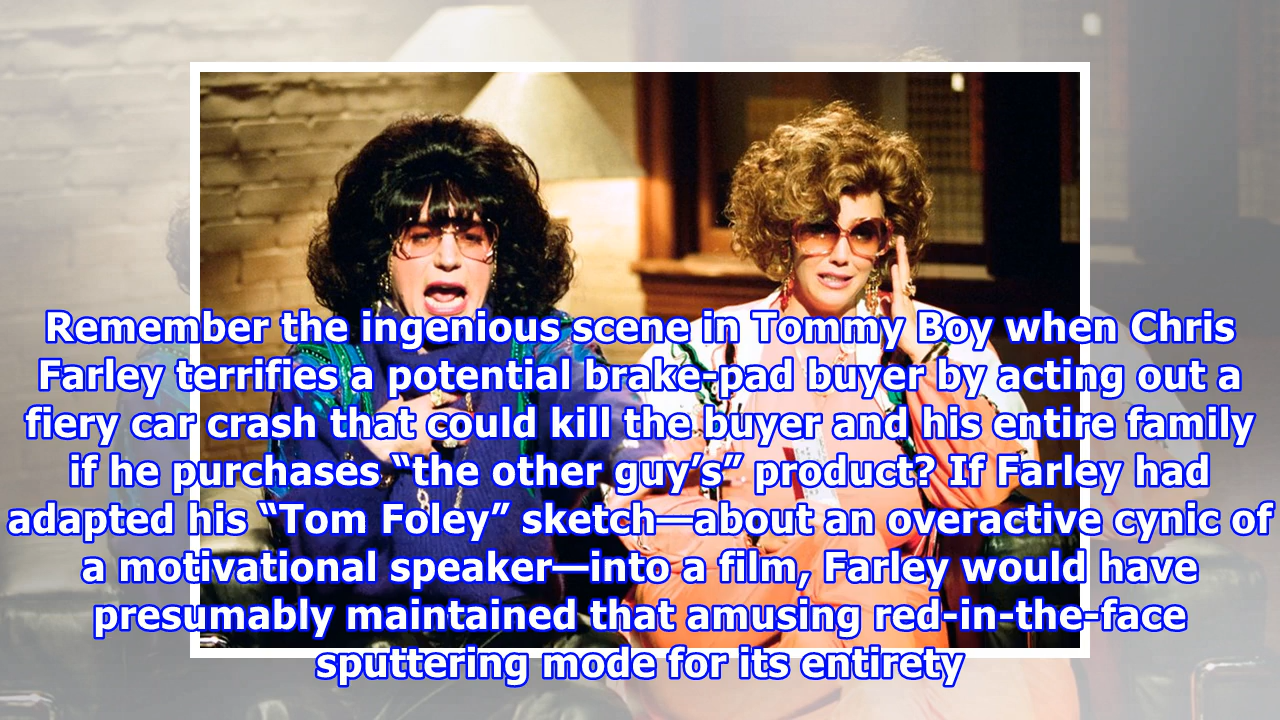 Remember the ingenious scene in Tommy Boy when Chris
Farley terrifies a potential brake-pad buyer by acting out a
fiery car crash that could kill the buyer and his entire family
if he purchases “the other guy’s” product? If Farley had
adapted his “Tom Foley” sketch—about an overactive cynic of
a motivational speaker—into a film, Farley would have
presumably maintained that amusing red-in-the-face
sputtering mode for its entirety